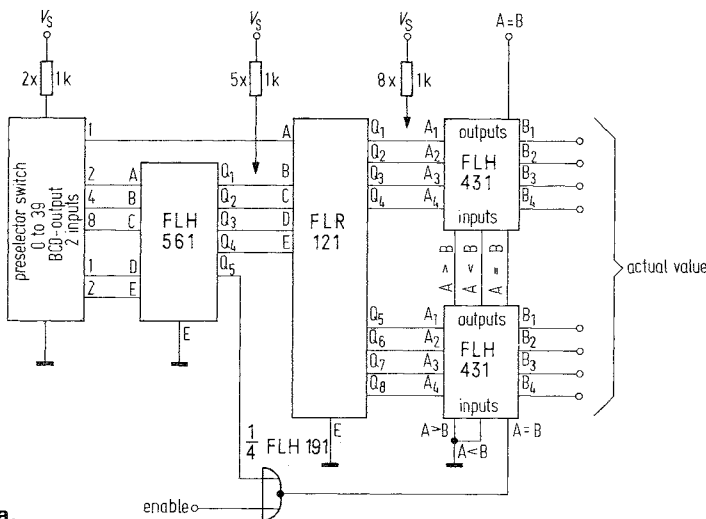 V_S V_S V_S A=B
2x 1k 5x 1k 8x 1k
preselector switch
0 to 39
BCD-output
2 inputs
1
2
4
8
1
2
A
B
C
D
E
FLH
561
Q1
Q2
Q3
Q4
Q5
E
A
B
C
D
E
FLR
121
Q1
Q2
Q3
Q4
Q5
Q6
Q7
Q8
E
A1
A2
A3
A4
outputs
FLH
431
inputs
B1
B2
B3
B4
A > B
A < B
A = B
A1
A2
A3
A4
outputs
FLH
431
inputs
B1
B2
B3
B4
A>B
A<B
A=B
actual value
1/4 FLH 191
enable
a.